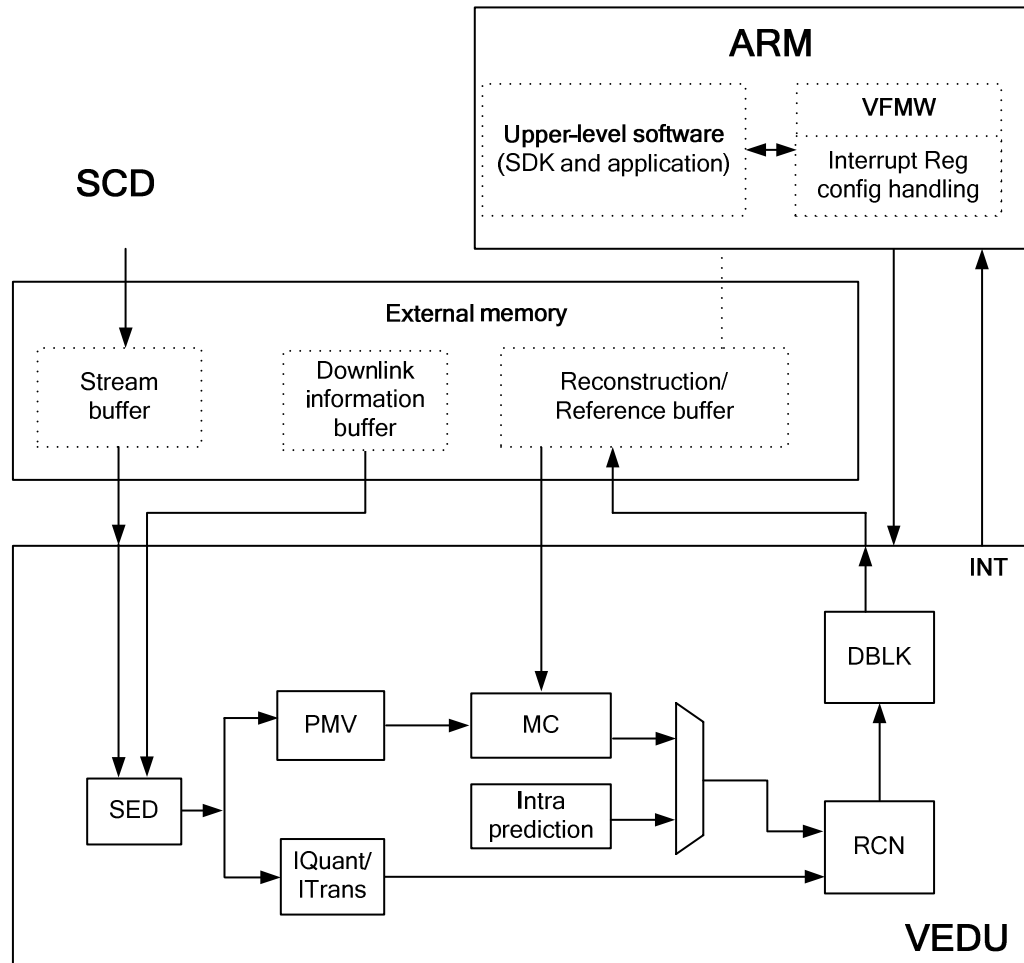 ARM
Upper-level software
(SDK and application)
VFMW
Interrupt Reg
config handling
SCD
External memory
Stream
buffer
Downlink
information
buffer
Reconstruction/
Reference buffer
INT
DBLK
PMV
MC
SED
Intra
prediction
RCN
IQuant/
ITrans
VEDU